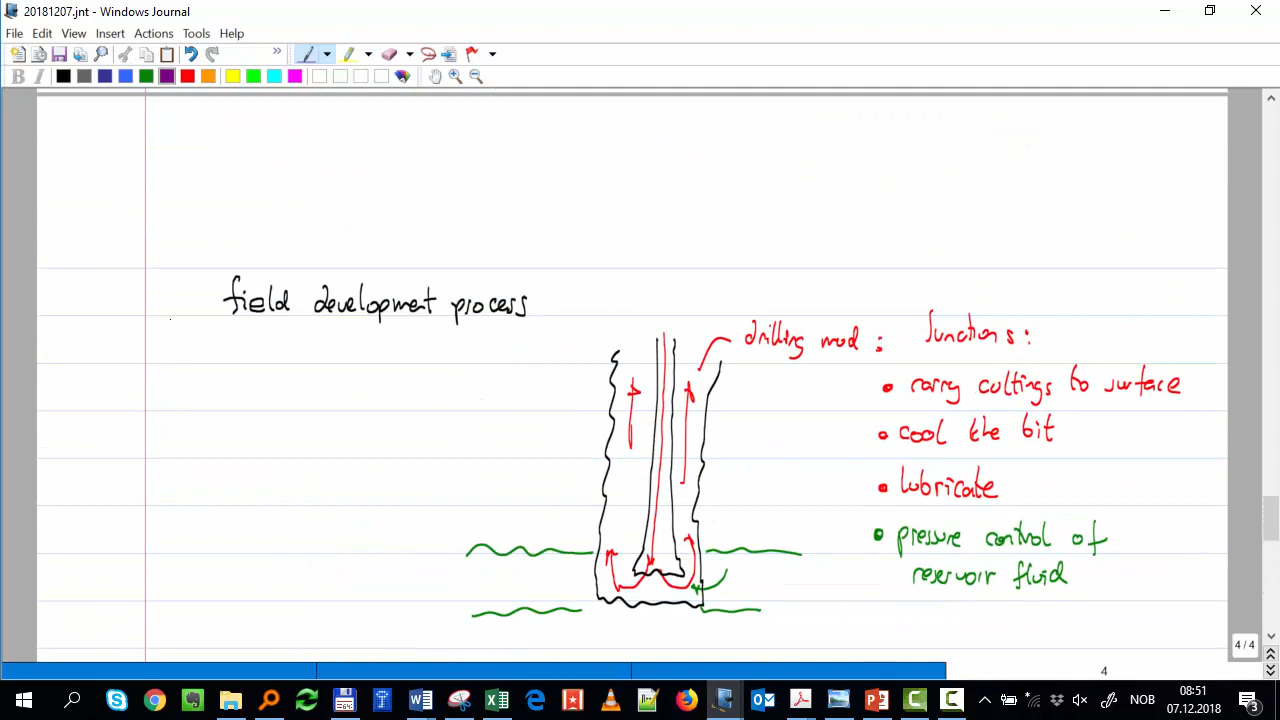 20181207.jnt - Windows Journal
File Edit View Insert Actions Tools Help
B I
field development process
drilling mud : functions:
• carry cuttings to surface
• cool the bit
• lubricate
• pressure control of
reservoir fluid
4/4
4
NOB
08:51
07.12.2018
3